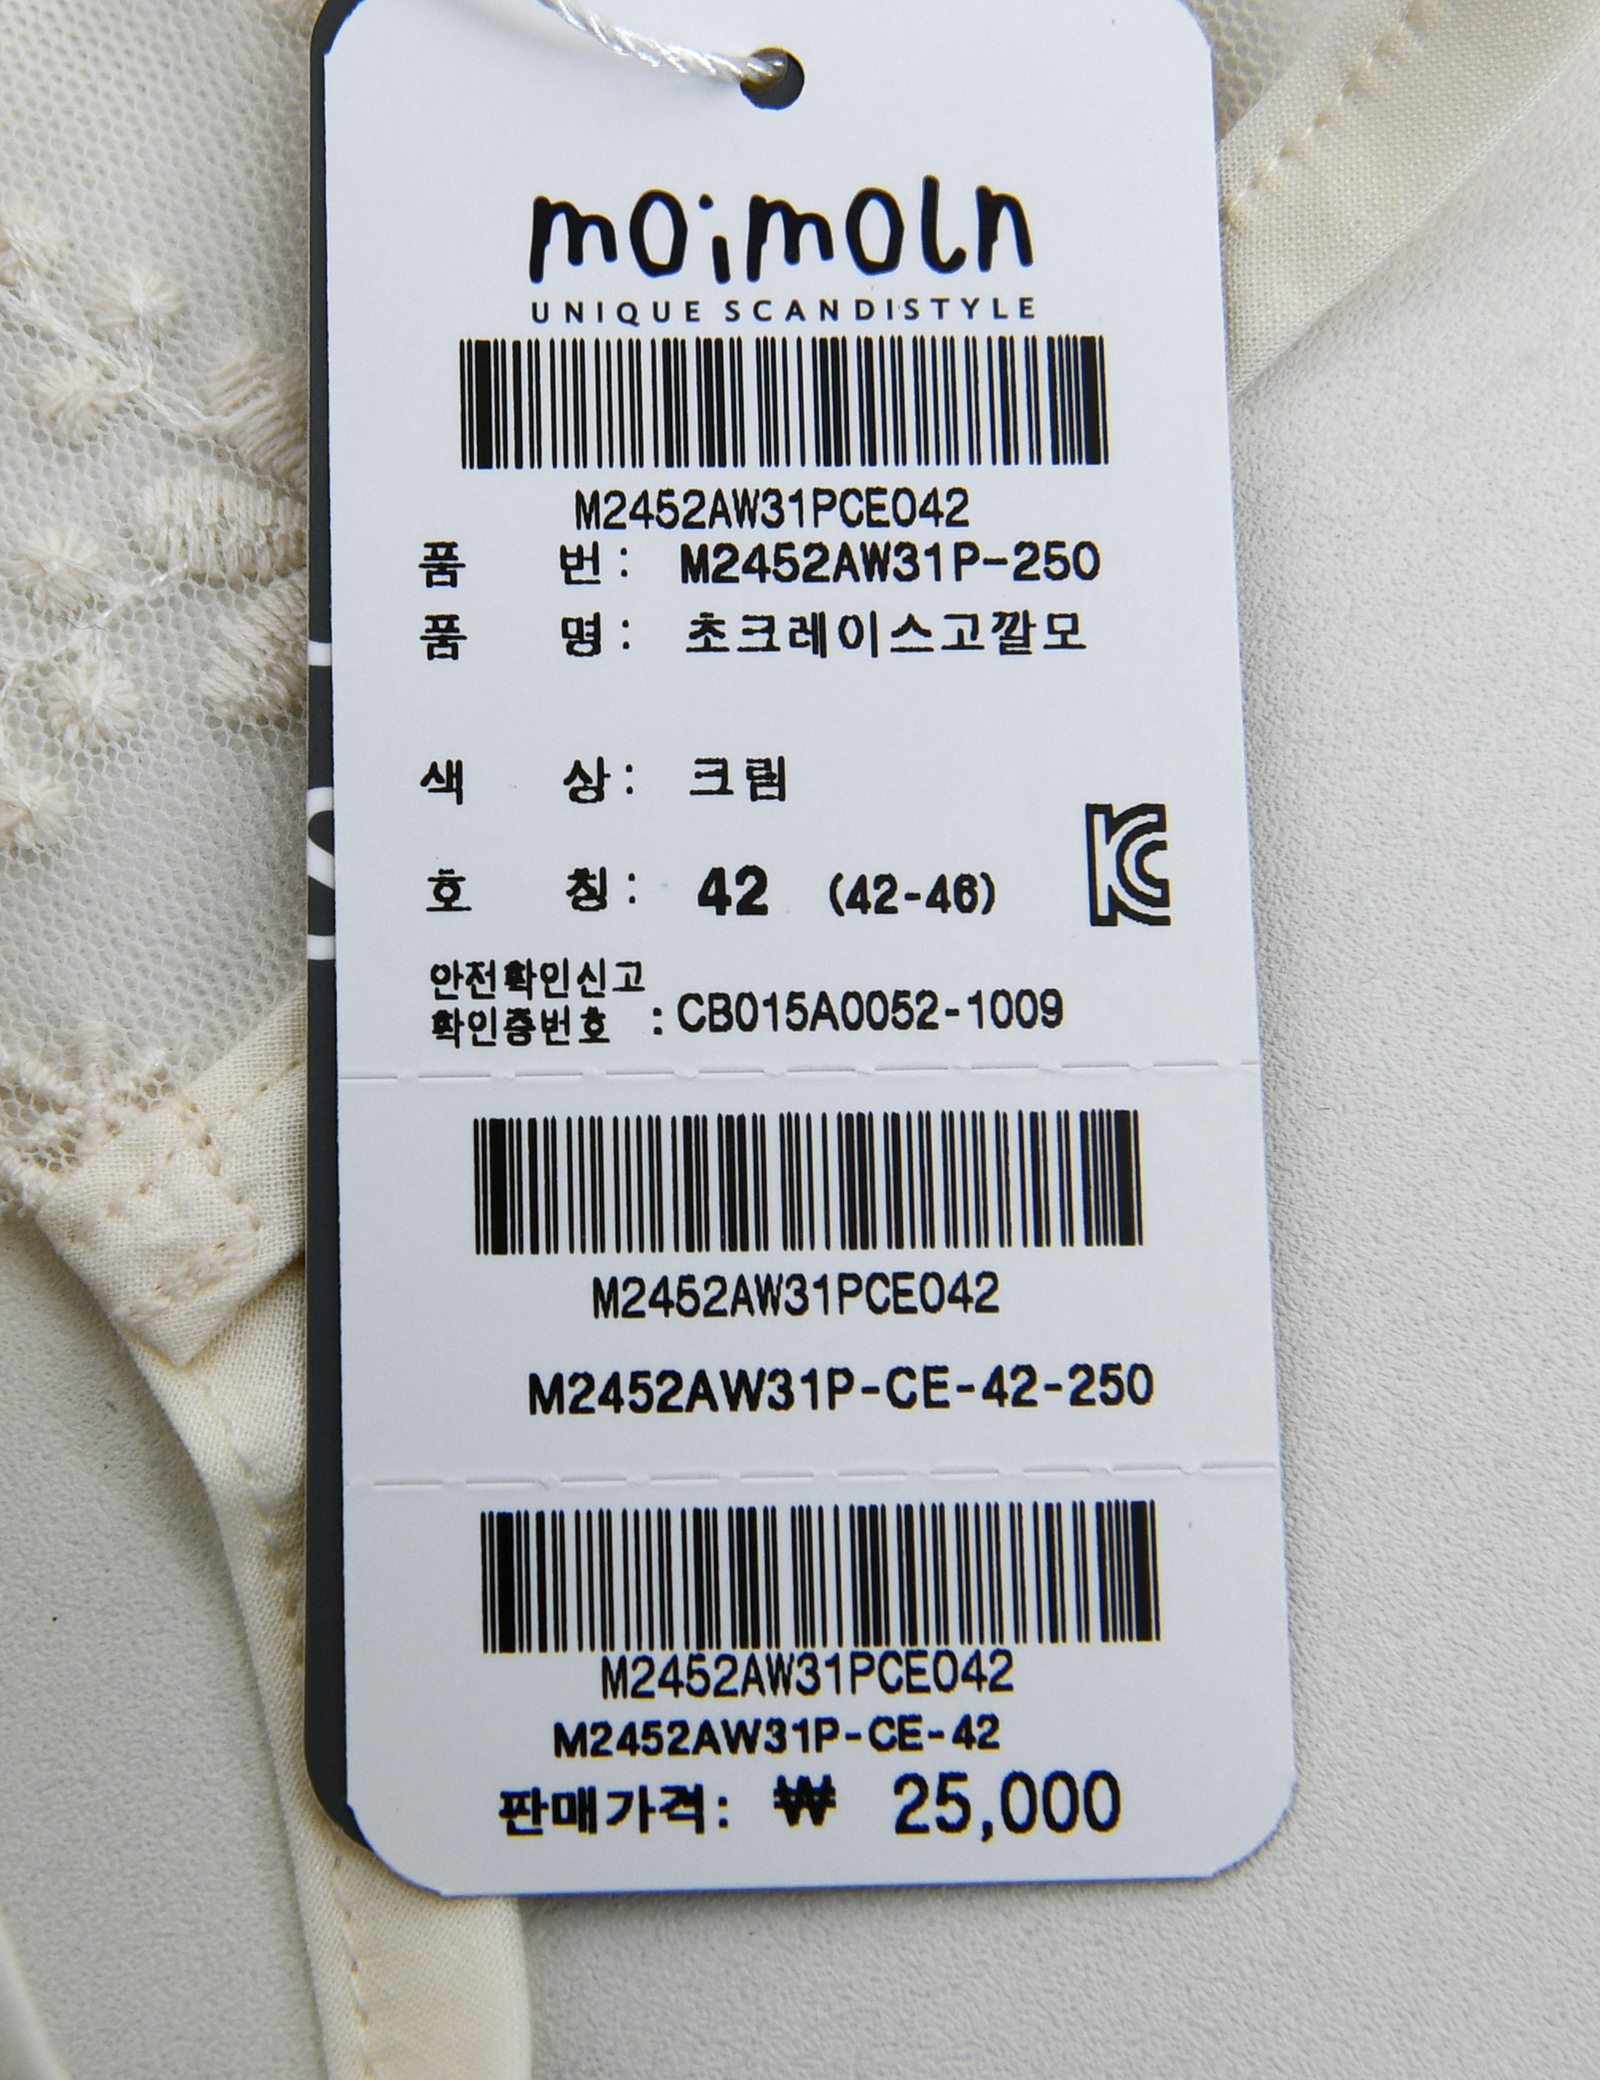 moimoln
UNIQUE SCANDISTYLE
M2452AW31PCE042
품 번 : M2452AW31P-250
품 명 : 초크레이스고깔모
색 상 : 크림
호 칭 : 42 (42-46)
안전확인신고
확인증번호 : CB015A0052-1009
M2452AW31PCE042
M2452AW31P-CE-42-250
M2452AW31PCE042
M2452AW31P-CE-42
판매가격: ₩ 25,000